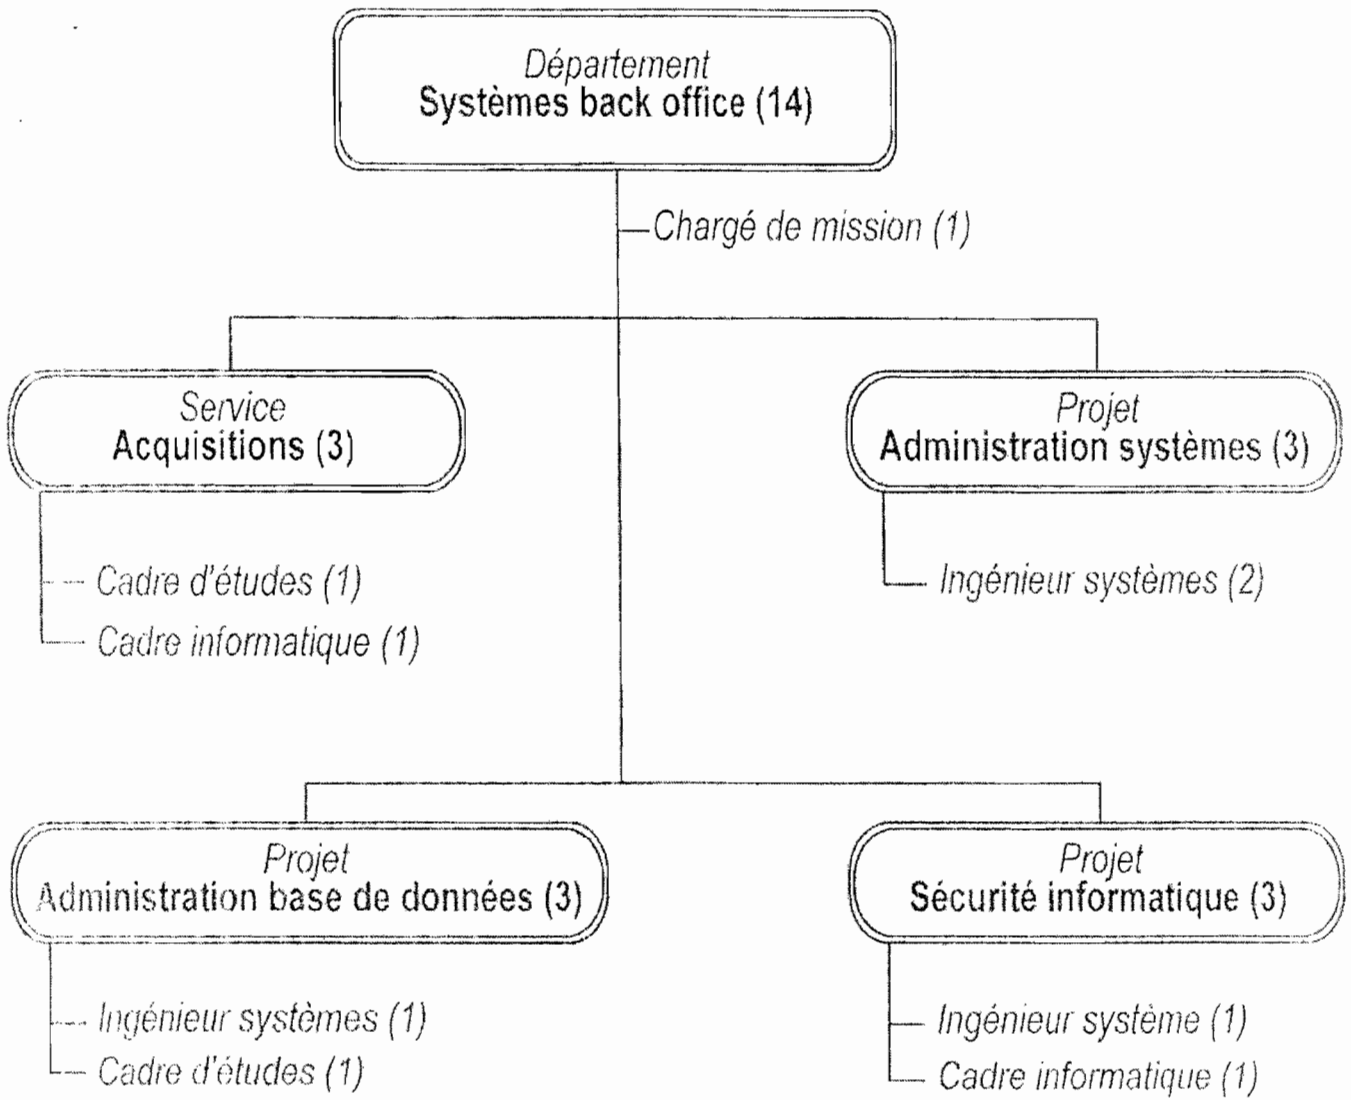 Département
Systèmes back office (14)
Chargé de mission (1)
Service
Acquisitions (3)
Cadre d'études (1)
Cadre informatique (1)
Projet
Administration systèmes (3)
Ingénieur systèmes (2)
Projet
Administration base de données (3)
Ingénieur systèmes (1)
Cadre d'études (1)
Projet
Sécurité informatique (3)
Ingénieur système (1)
Cadre informatique (1)